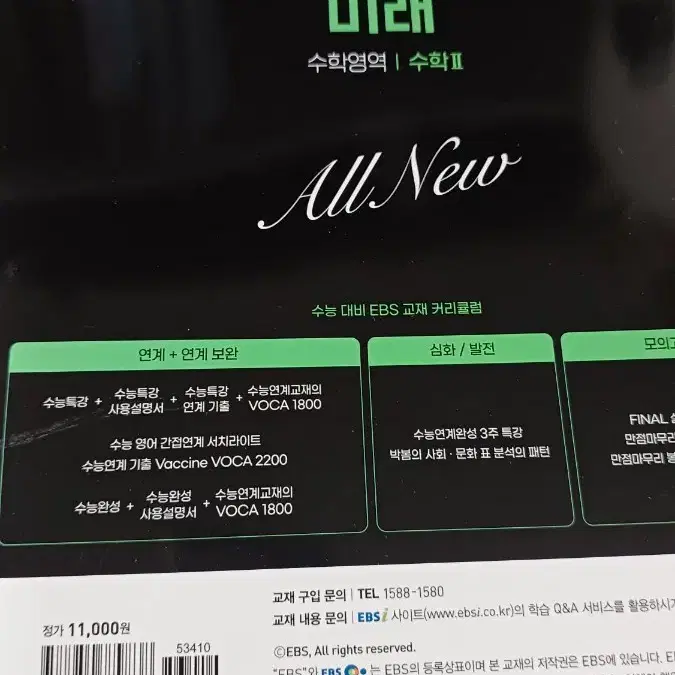 미래
수학영역 | 수학Ⅱ
All New
수능 대비 EBS 교재 커리큘럼
연계 + 연계 보완
수능특강 + 수능특강 사용설명서 + 수능특강 연계 기출 + 수능연계교재의 VOCA 1800
수능 영어 간접연계 서치라이트
수능연계 기출 Vaccine VOCA 2200
수능완성 + 수능완성 사용설명서 + 수능연계교재의 VOCA 1800
심화 / 발전
수능연계완성 3주 특강
박봄의 사회 · 문화 표 분석의 패턴
모의고
FINAL
만점마무리
만점마무리 봉
교재 구입 문의 | TEL 1588-1580
교재 내용 문의 | EBSi 사이트(www.ebsi.co.kr)의 학습 Q&A 서비스를 활용하시기
정가 11,000원
53410
©EBS, All rights reserved.
"EBS"와 EBS 는 EBS의 등록상표이며 본 교재의 저작권은 EBS에 있습니다.